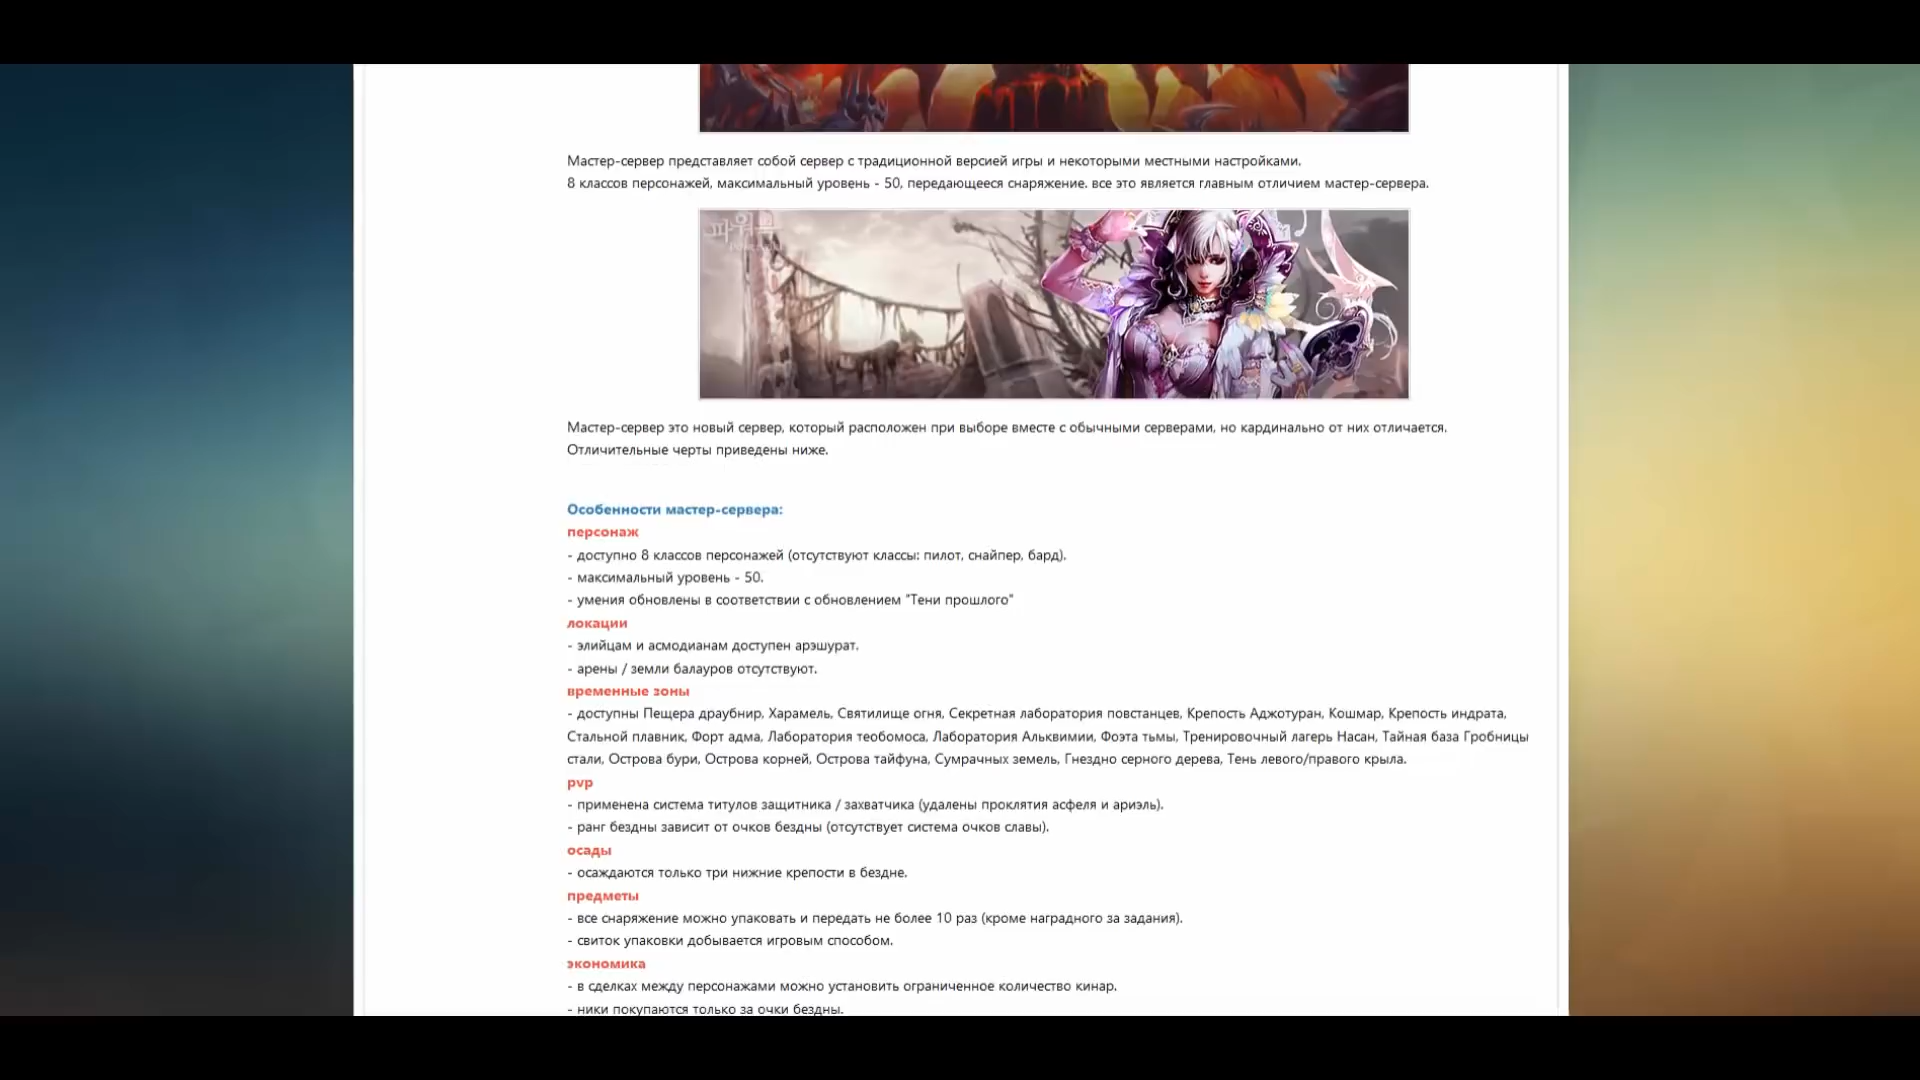 파워북
Мастер-сервер представляет собой сервер с традиционной версией игры и некоторыми местными настройками.
8 классов персонажей, максимальный уровень - 50, передающееся снаряжение. все это является главным отличием мастер-сервера.
Мастер-сервер это новый сервер, который расположен при выборе вместе с обычными серверами, но кардинально от них отличается.
Отличительные черты приведены ниже.
Особенности мастер-сервера:
персонаж
- доступно 8 классов персонажей (отсутствуют классы: пилот, снайпер, бард).
- максимальный уровень - 50.
- умения обновлены в соответствии с обновлением "Тени прошлого"
локации
- элийцам и асмодианам доступен арэшурат.
- арены / земли балауров отсутствуют.
временные зоны
- доступны Пещера драубнир, Харамель, Святилище огня, Секретная лаборатория повстанцев, Крепость Аджотуран, Кошмар, Крепость индрата,
Стальной плавник, Форт адма, Лаборатория теобомоса, Лаборатория Альквимии, Фоэта тьмы, Тренировочный лагерь Насан, Тайная база Гробницы
стали, Острова бури, Острова корней, Острова тайфуна, Сумрачных земель, Гнездно серного дерева, Тень левого/правого крыла.
pvp
- применена система титулов защитника / захватчика (удалены проклятия асфеля и ариэль).
- ранг бездны зависит от очков бездны (отсутствует система очков славы).
осады
- осаждаются только три нижние крепости в бездне.
предметы
- все снаряжение можно упаковать и передать не более 10 раз (кроме наградного за задания).
- свиток упаковки добывается игровым способом.
экономика
- в сделках между персонажами можно установить ограниченное количество кинар.
- ники покупаются только за очки бездны.